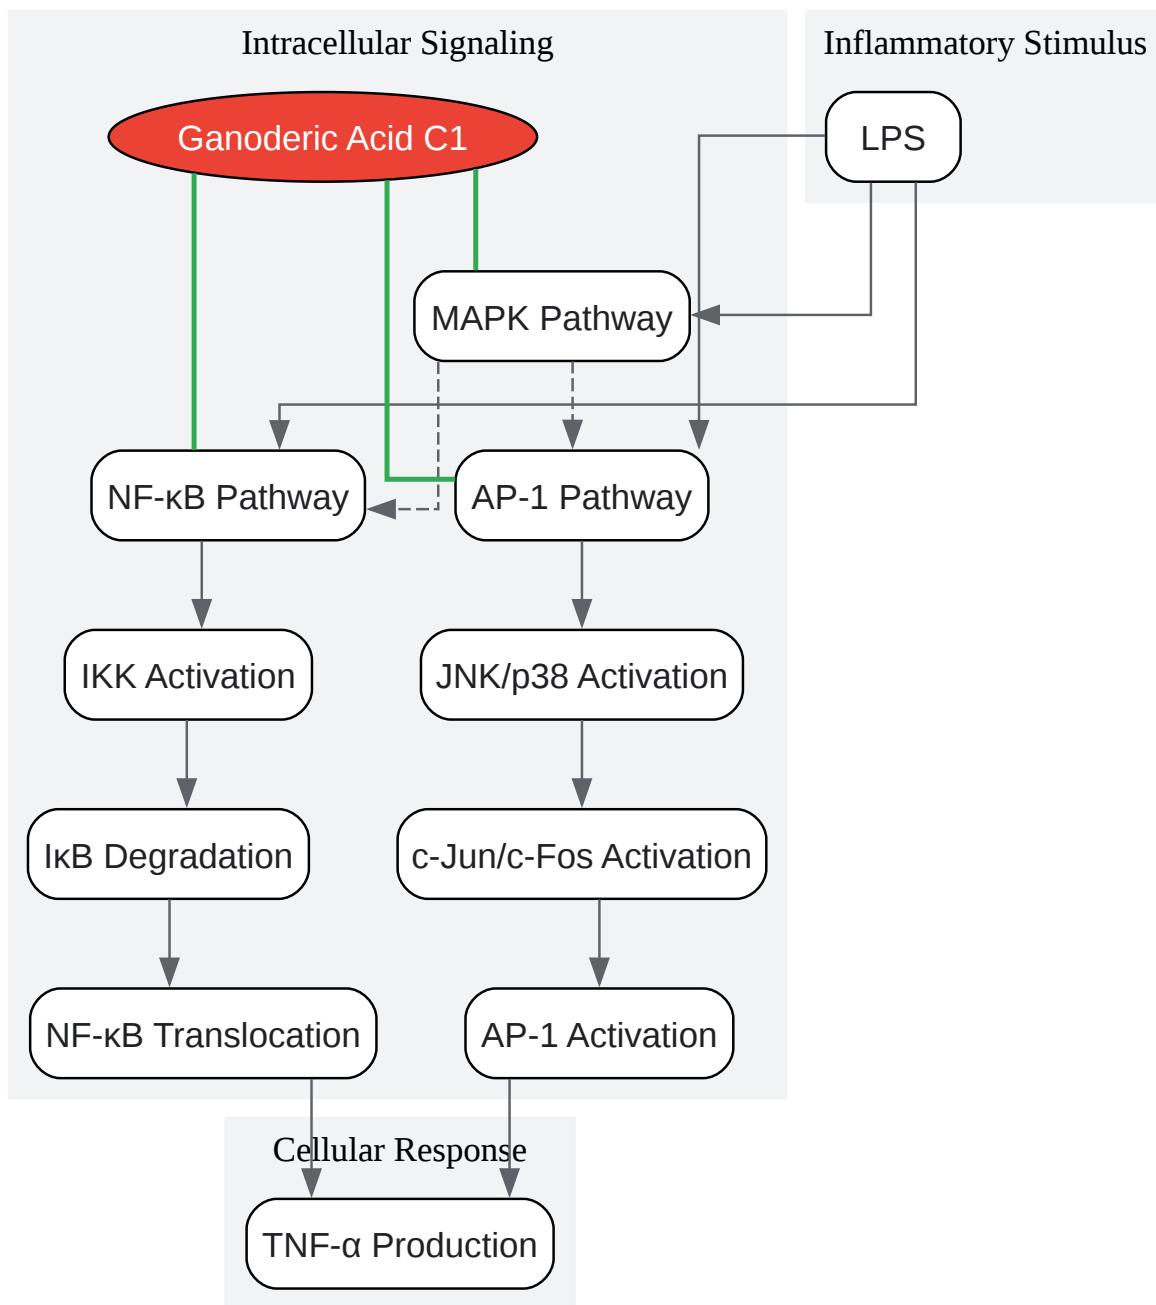 Intracellular Signaling
Inflammatory Stimulus
Ganoderic Acid C1
LPS
MAPK Pathway
NF-κB Pathway
AP-1 Pathway
IKK Activation
JNK/p38 Activation
IκB Degradation
c-Jun/c-Fos Activation
NF-κB Translocation
AP-1 Activation
Cellular Response
TNF-α Production